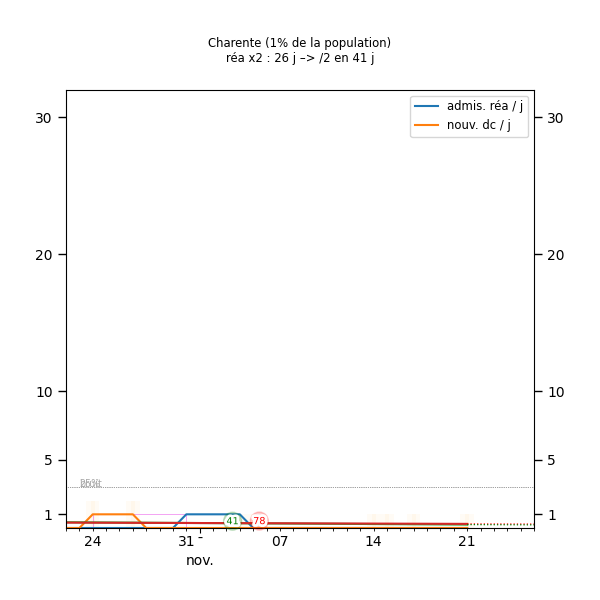 Charente (1% de la population)
réa x2 : 26 j –> /2 en 41 j
admis. réa / j
nouv. dc / j
30 30
20 20
10 10
5 5
1 1
41 -78
24 31 - 07 14 21
nov.